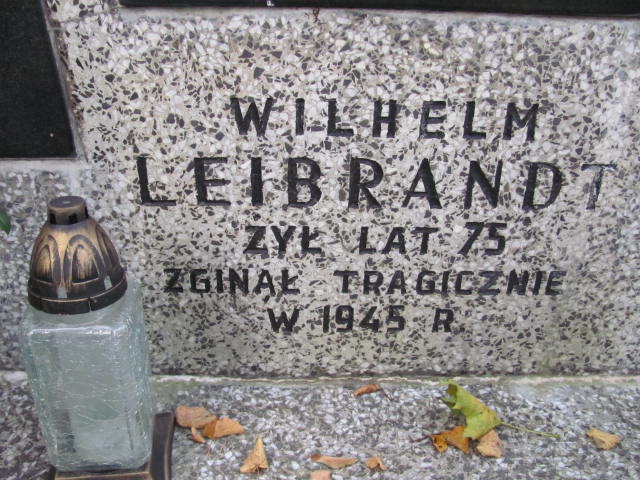 WILHELM
LEIBRANDT
ŻYŁ LAT 75
ZGINĄŁ TRAGICZNIE
W 1945 R